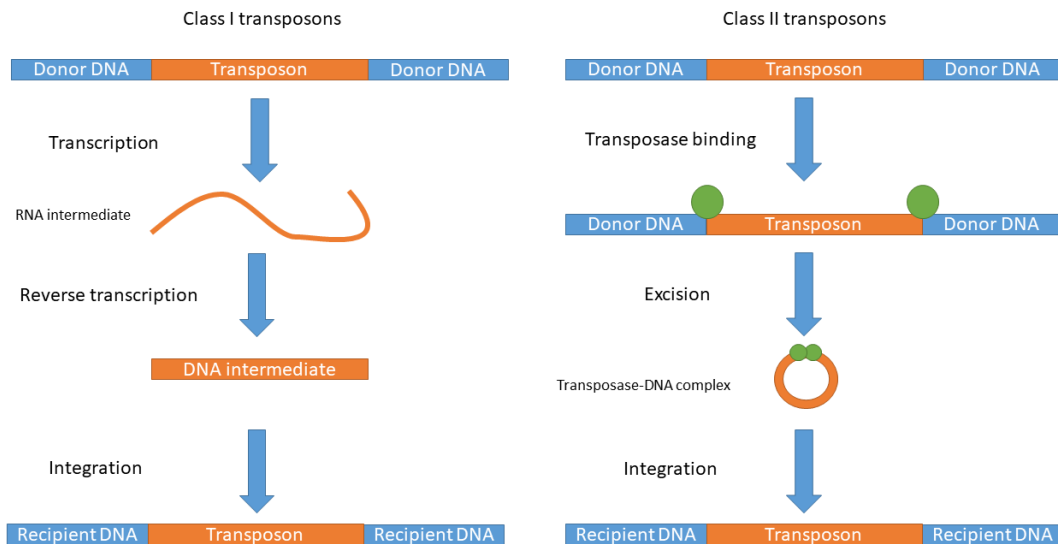 Class I transposons
Donor DNA Transposon Donor DNA
Transcription
RNA intermediate
Reverse transcription
DNA intermediate
Integration
Recipient DNA Transposon Recipient DNA
Class II transposons
Donor DNA Transposon Donor DNA
Transposase binding
Donor DNA Transposon Donor DNA
Excision
Transposase-DNA complex
Integration
Recipient DNA Transposon Recipient DNA